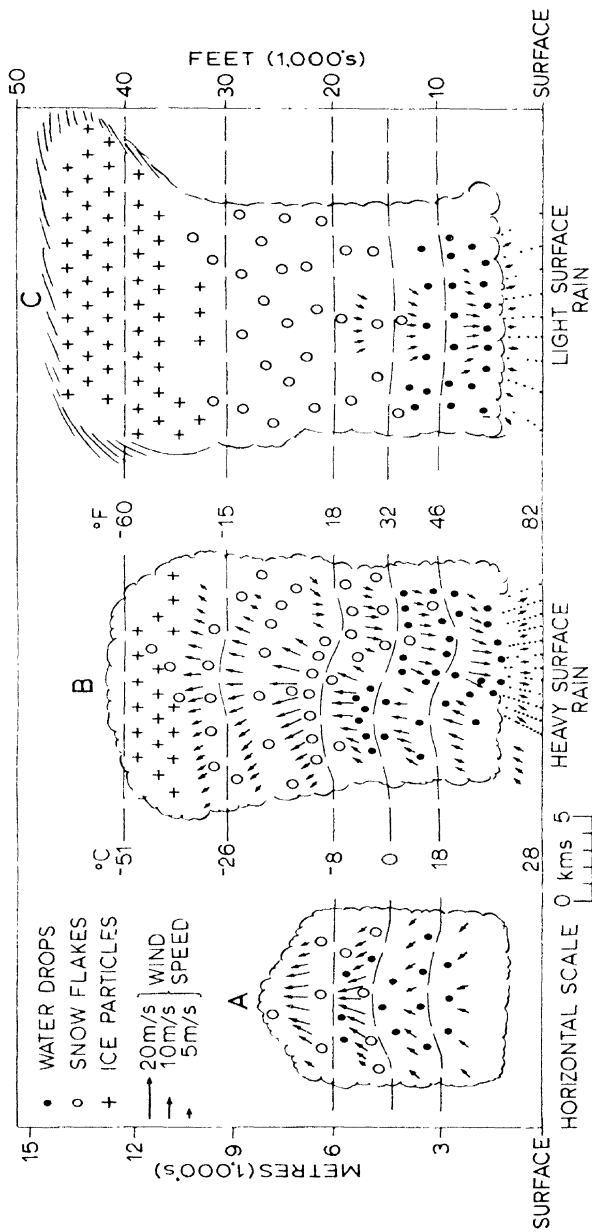 WATER DROPS
SNOW FLAKES
ICE PARTICLES
20m/s
10m/s
5m/s
WIND
SPEED
A
B
C
15
12
9
6
3
SURFACE
METRES (1,000's)
°C
-51
-26
-8
0
18
28
°F
-60
-15
18
32
46
82
50
40
30
20
10
SURFACE
FEET (1,000's)
HORIZONTAL SCALE
0 kms 5
HEAVY SURFACE
RAIN
LIGHT SURFACE
RAIN